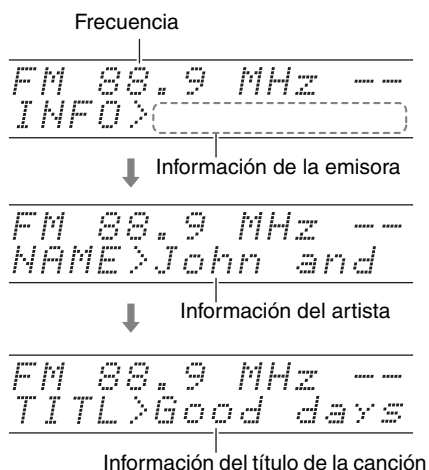 Frecuencia
FM 88.9 MHz --
INFO>
Información de la emisora
FM 88.9 MHz --
NAME>John and
Información del artista
FM 88.9 MHz --
TITL>Good days
Información del título de la canción